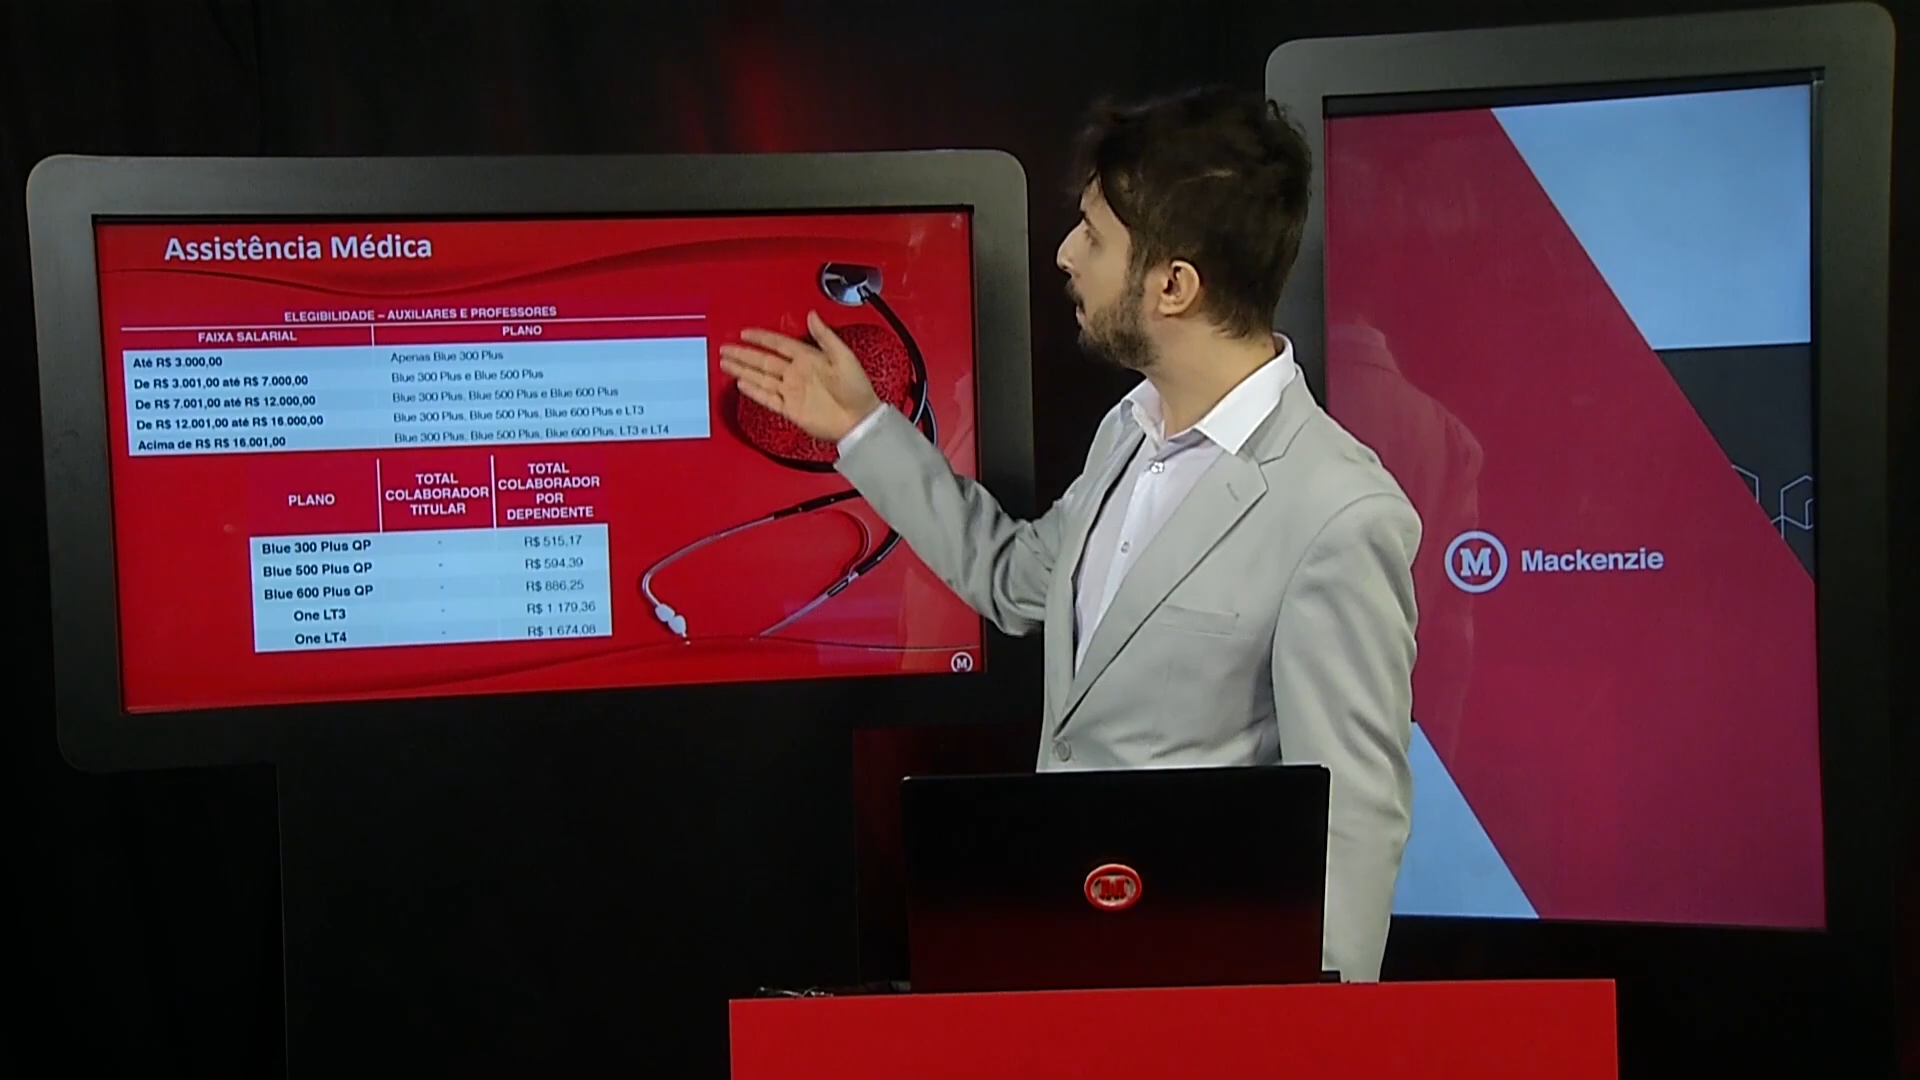 Assistência Médica
ELEGIBILIDADE – AUXILIARES E PROFESSORES
FAIXA SALARIAL PLANO
Até R$ 3.000,00 Apenas Blue 300 Plus
De R$ 3.001,00 até R$ 7.000,00 Blue 300 Plus e Blue 500 Plus
De R$ 7.001,00 até R$ 12.000,00 Blue 300 Plus, Blue 500 Plus e Blue 600 Plus
De R$ 12.001,00 até R$ 16.000,00 Blue 300 Plus, Blue 500 Plus, Blue 600 Plus e LT3
Acima de R$ R$ 16.001,00 Blue 300 Plus, Blue 500 Plus, Blue 600 Plus, LT3 e LT4
PLANO TOTAL COLABORADOR TITULAR TOTAL COLABORADOR POR DEPENDENTE
Blue 300 Plus QP - R$ 515,17
Blue 500 Plus QP - R$ 594,39
Blue 600 Plus QP - R$ 886,25
One LT3 - R$ 1.179,36
One LT4 - R$ 1.674,08
M
M Mackenzie
M